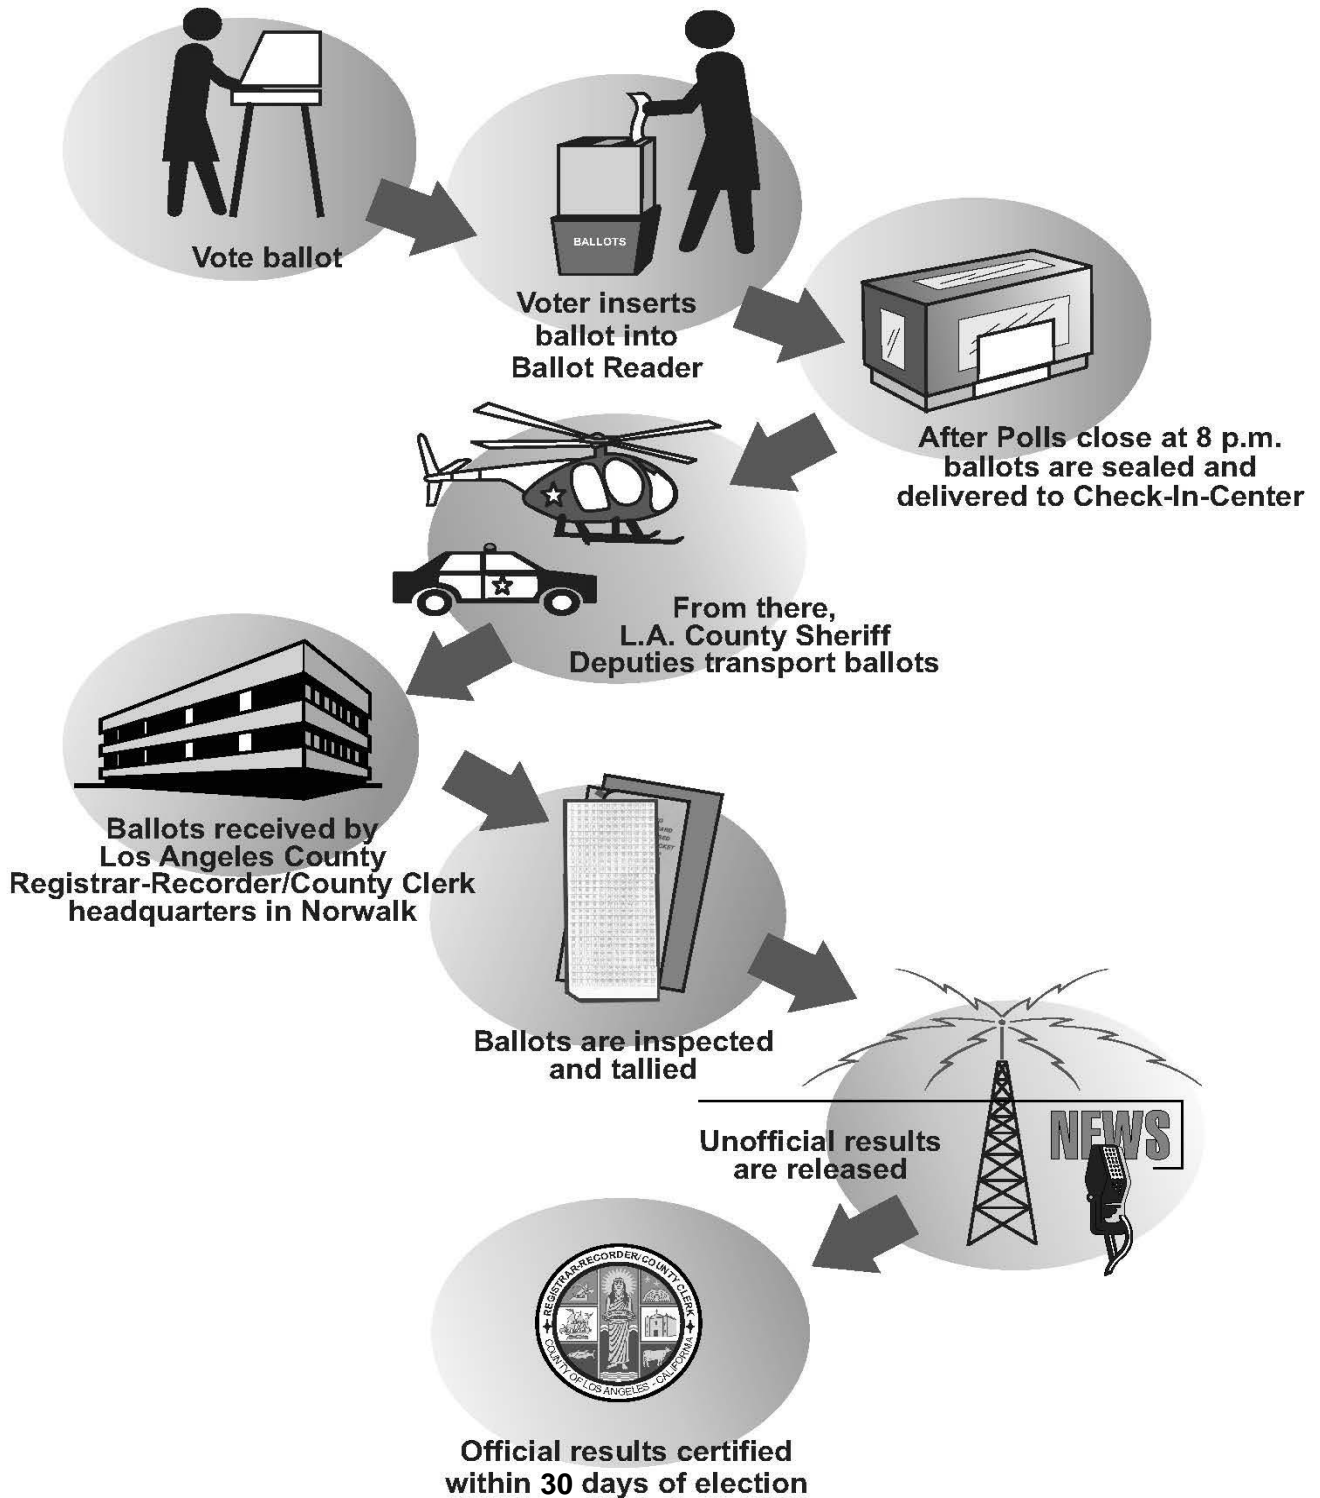 Vote ballot
BALLOTS
Voter inserts
ballot into
Ballot Reader
After Polls close at 8 p.m.
ballots are sealed and
delivered to Check-In-Center
From there,
L.A. County Sheriff
Deputies transport ballots
Ballots received by
Los Angeles County
Registrar-Recorder/County Clerk
headquarters in Norwalk
Ballots are inspected
and tallied
NEWS
Unofficial results
are released
REGISTRAR-RECORDER/COUNTY CLERK
COUNTY OF LOS ANGELES - CALIFORNIA
Official results certified
within 30 days of election